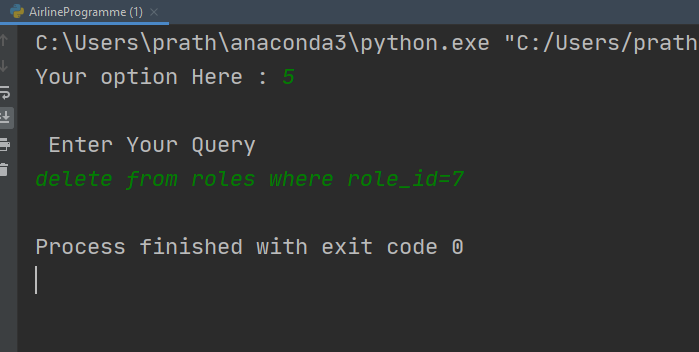 AirlineProgramme (1)
C:\Users\prath\anaconda3\python.exe "C:/Users/prath
Your option Here : 5
Enter Your Query
delete from roles where role_id=7
Process finished with exit code 0